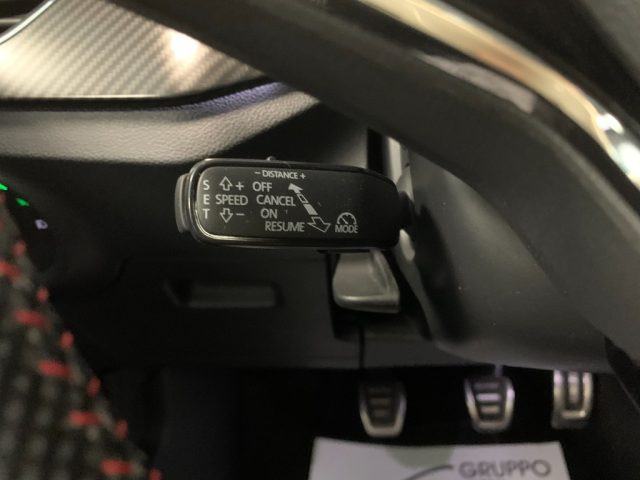 - DISTANCE +
S + OFF
E SPEED CANCEL
T - ON
RESUME MODE
GRUPPO